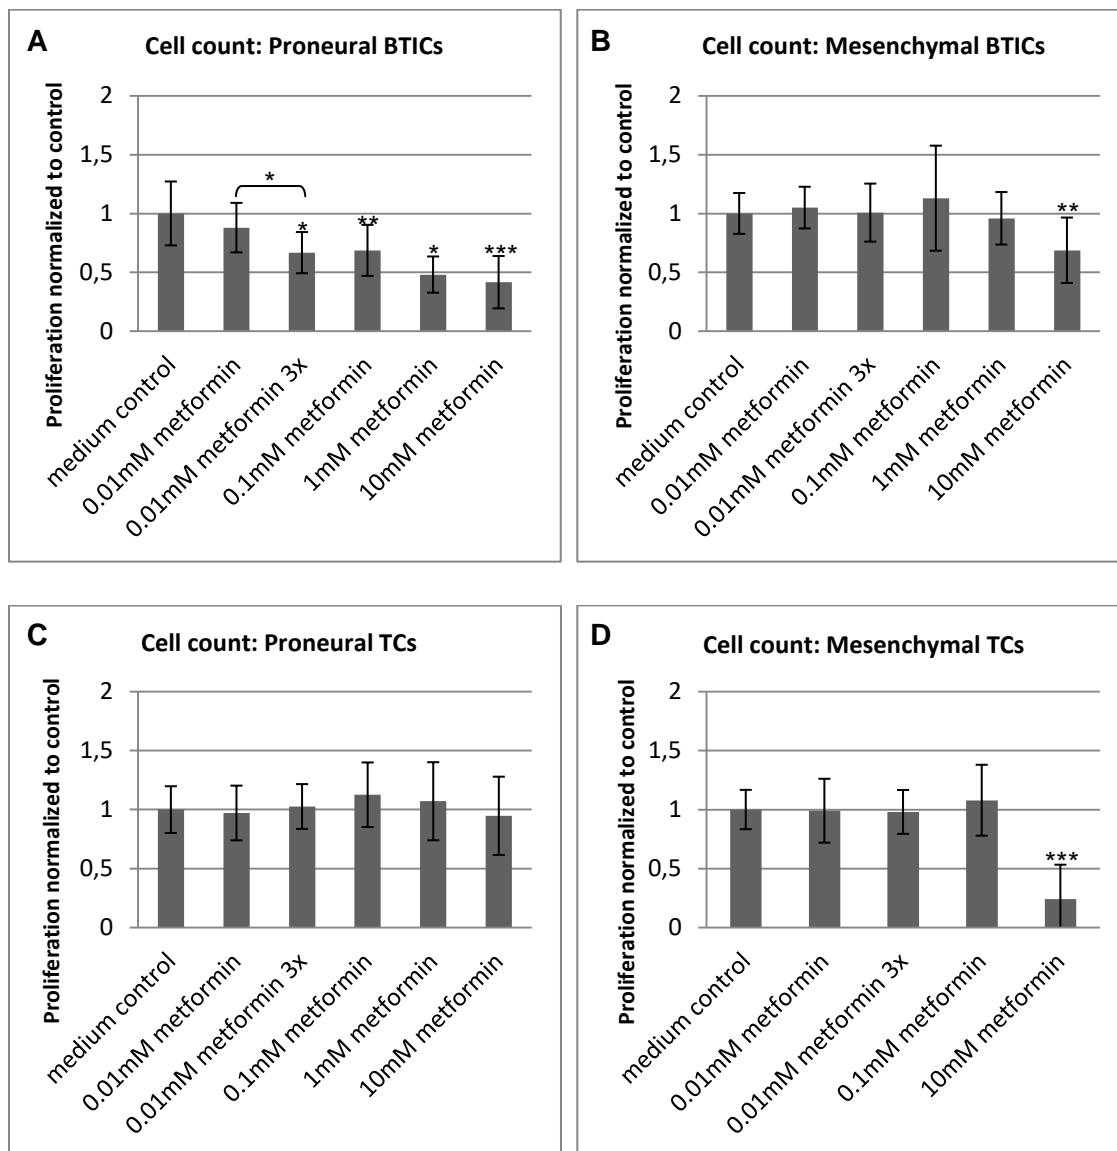 A
Cell count: Proneural BTICs
Proliferation normalized to control
2
1,5
1
0,5
0
*
*
**
*
***
medium control
0.01mM metformin
0.01mM metformin 3x
0.1mM metformin
1mM metformin
10mM metformin
B
Cell count: Mesenchymal BTICs
Proliferation normalized to control
2
1,5
1
0,5
0
**
medium control
0.01mM metformin
0.01mM metformin 3x
0.1mM metformin
1mM metformin
10mM metformin
C
Cell count: Proneural TCs
Proliferation normalized to control
2
1,5
1
0,5
0
medium control
0.01mM metformin
0.01mM metformin 3x
0.1mM metformin
1mM metformin
10mM metformin
D
Cell count: Mesenchymal TCs
Proliferation normalized to control
2
1,5
1
0,5
0
***
medium control
0.01mM metformin
0.01mM metformin 3x
0.1mM metformin
10mM metformin